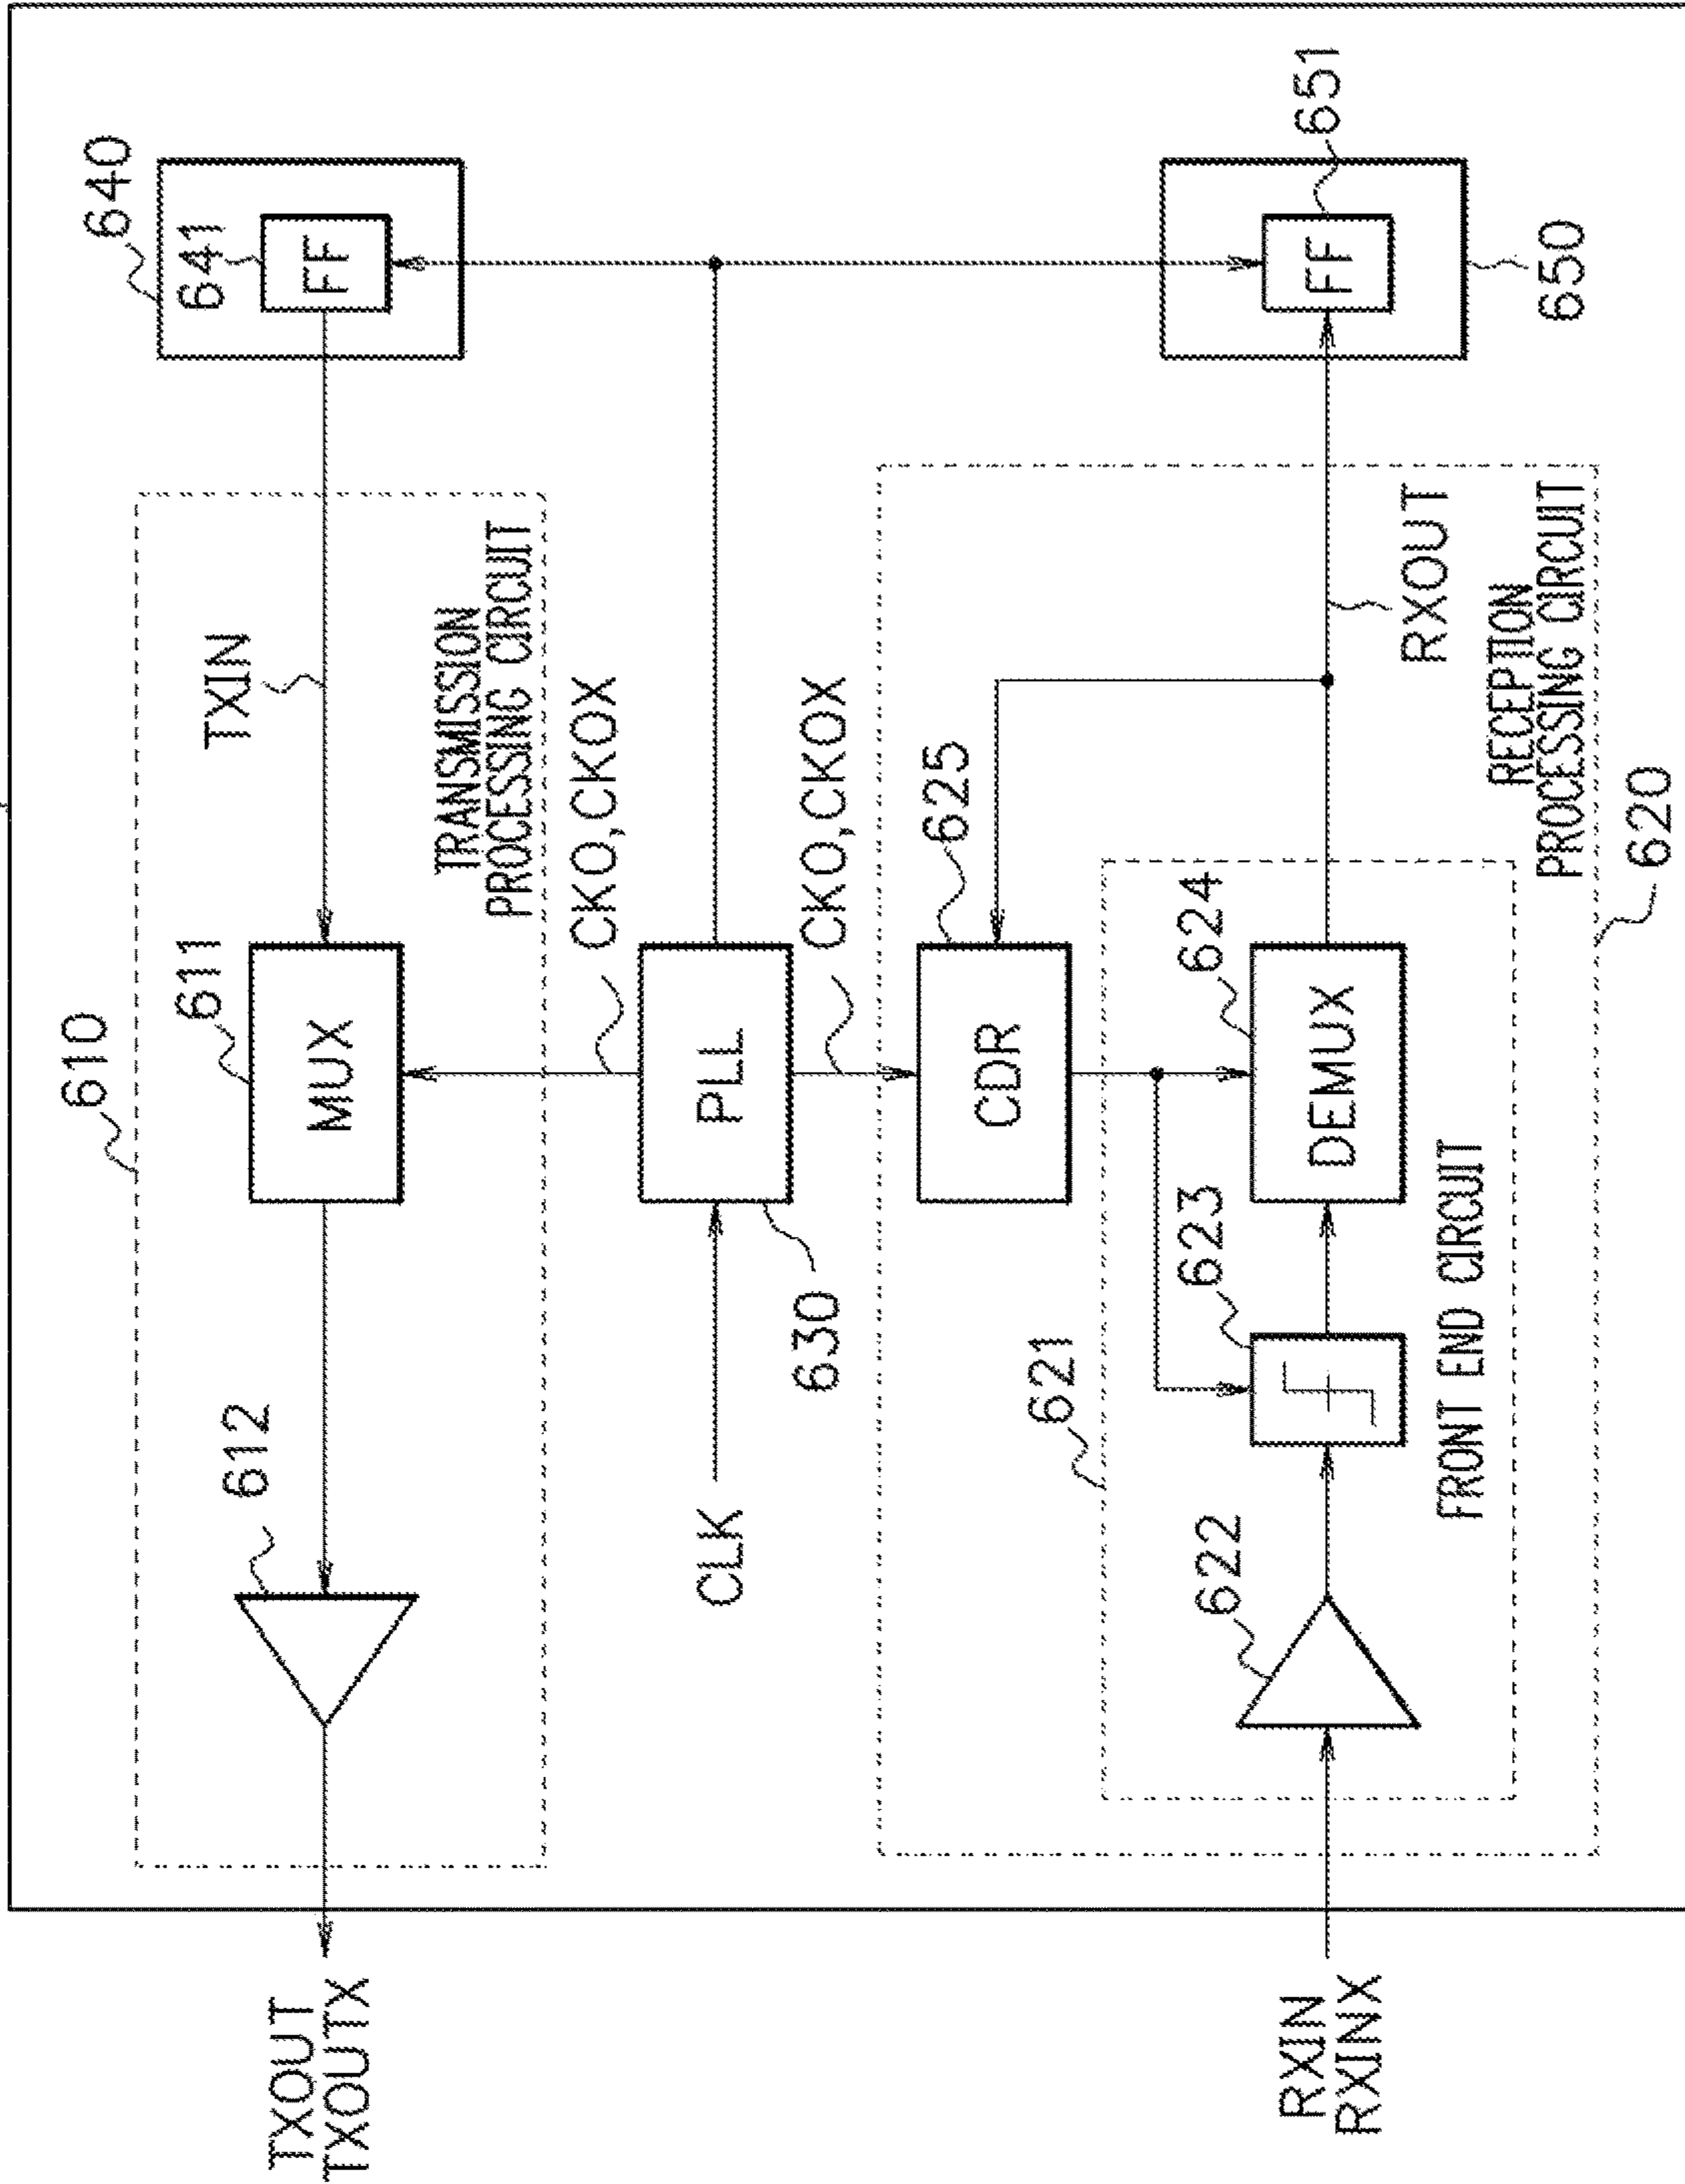 640
641
FF
TXIN
TRANSMISSION
PROCESSING CIRCUIT
610
611
MUX
612
TXOUT
TXOUTX
CKO,CKOX
PLL
630
CLK
CKO,CKOX
651
FF
650
RXOUT
RECEPTION
PROCESSING CIRCUIT
620
625
CDR
624
DEMUX
623
621
622
FRONT END CIRCUIT
RXIN
RXINX